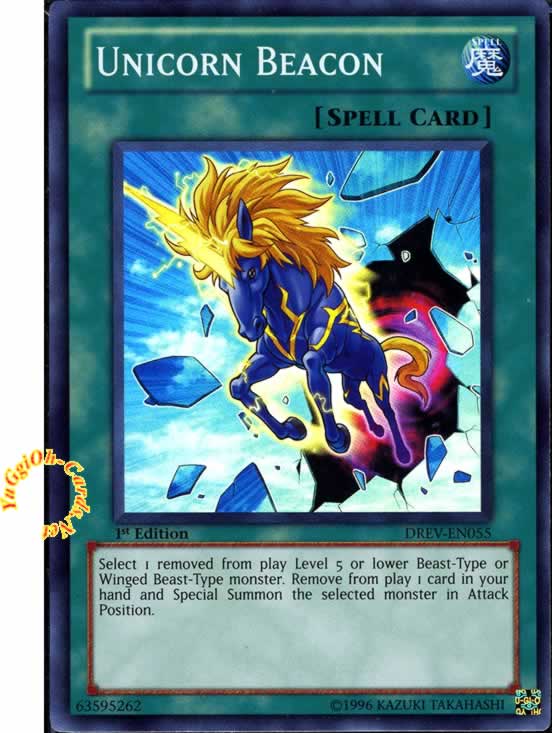 UNICORN BEACON
SPELL
魔
[SPELL CARD]
YuGgiOh-Cards.Net
1st Edition
DREV-EN055
Select 1 removed from play Level 5 or lower Beast-Type or
Winged Beast-Type monster. Remove from play 1 card in your
hand and Special Summon the selected monster in Attack
Position.
63595262
©1996 KAZUKI TAKAHASHI